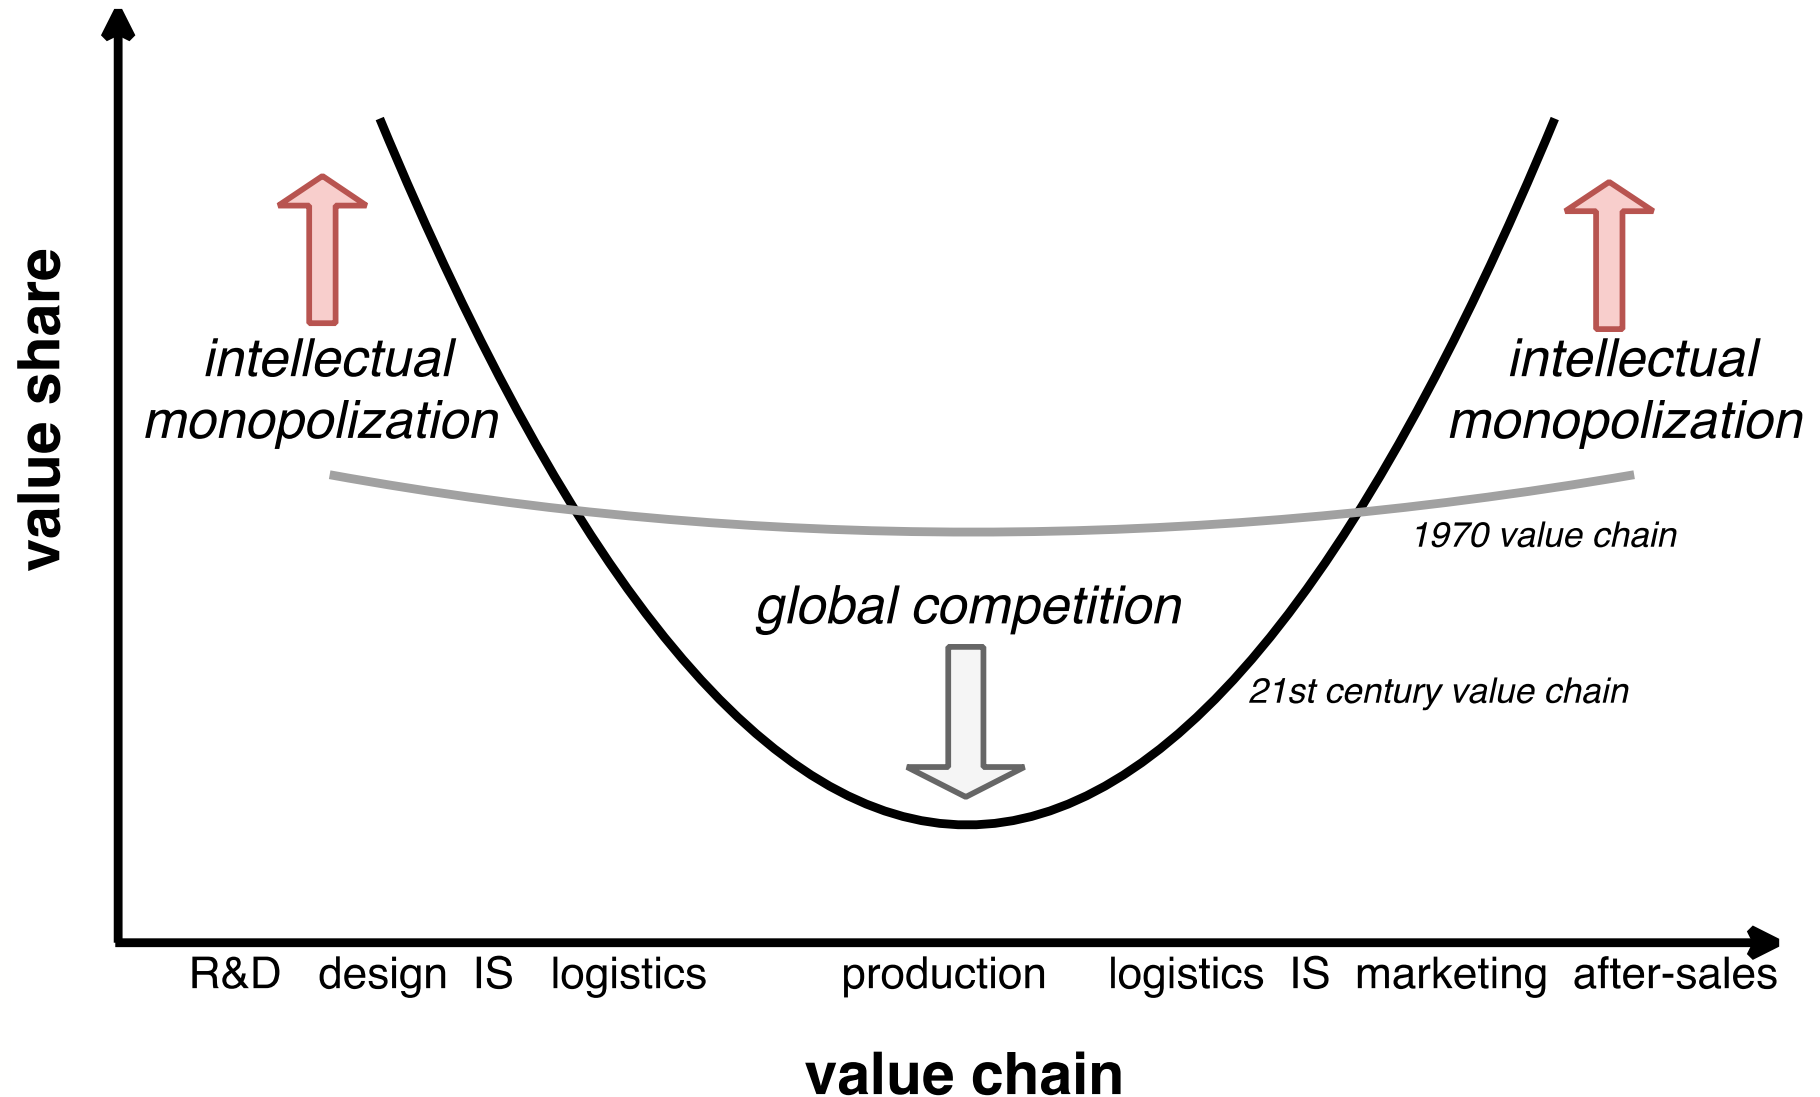 value share
intellectual
monopolization
intellectual
monopolization
1970 value chain
global competition
21st century value chain
R&D design IS logistics production logistics IS marketing after-sales
value chain